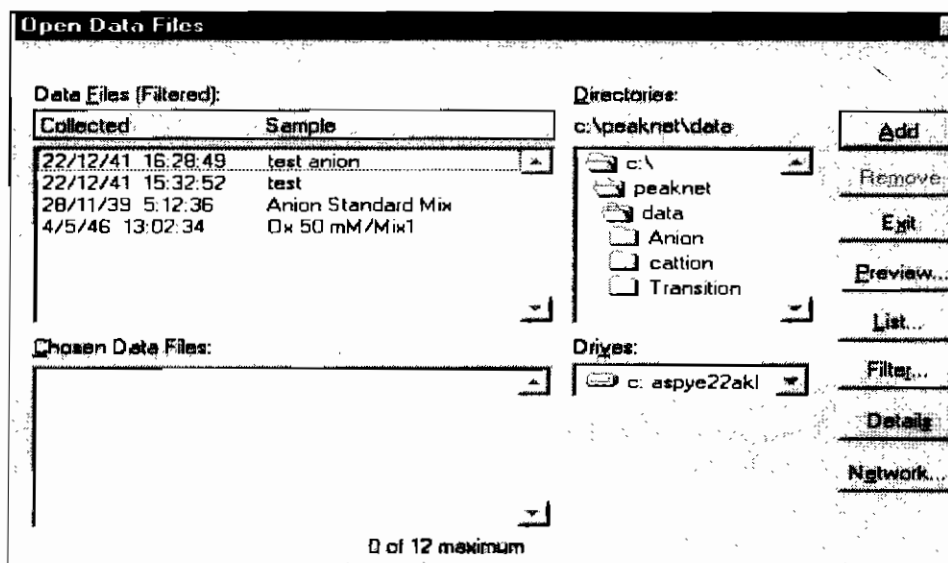 Open Data Files
Data Files (Filtered):
Collected Sample
22/12/41 16:28:49 test anion
22/12/41 15:32:52 test
28/11/39 5:12:36 Anion Standard Mix
4/5/46 13:02:34 Ox 50 mM/Mix1
Chosen Data Files:
0 of 12 maximum
Directories:
c:\peaknet\data
c:\
peaknet
data
Anion
cattion
Transition
Drives:
c: aspye22akl
Add
Remove
Exit
Preview...
List...
Filter...
Details
Network...